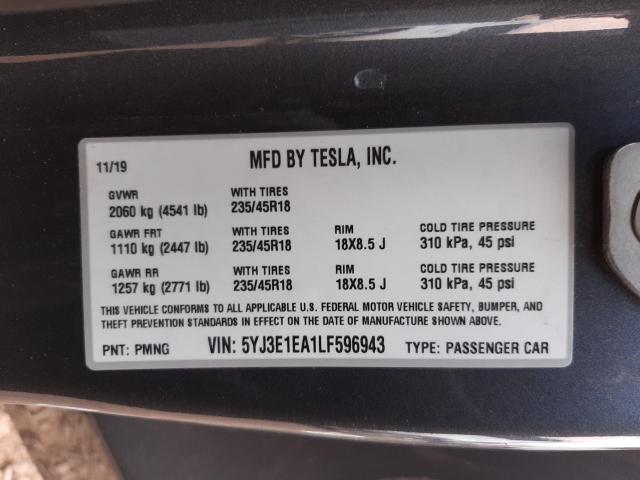 11/19 MFD BY TESLA, INC.
GVWR WITH TIRES
2060 kg (4541 lb) 235/45R18
GAWR FRT WITH TIRES RIM COLD TIRE PRESSURE
1110 kg (2447 lb) 235/45R18 18X8.5 J 310 kPa, 45 psi
GAWR RR WITH TIRES RIM COLD TIRE PRESSURE
1257 kg (2771 lb) 235/45R18 18X8.5 J 310 kPa, 45 psi
THIS VEHICLE CONFORMS TO ALL APPLICABLE U.S. FEDERAL MOTOR VEHICLE SAFETY, BUMPER, AND
THEFT PREVENTION STANDARDS IN EFFECT ON THE DATE OF MANUFACTURE SHOWN ABOVE.
PNT: PMNG VIN: 5YJ3E1EA1LF596943 TYPE: PASSENGER CAR